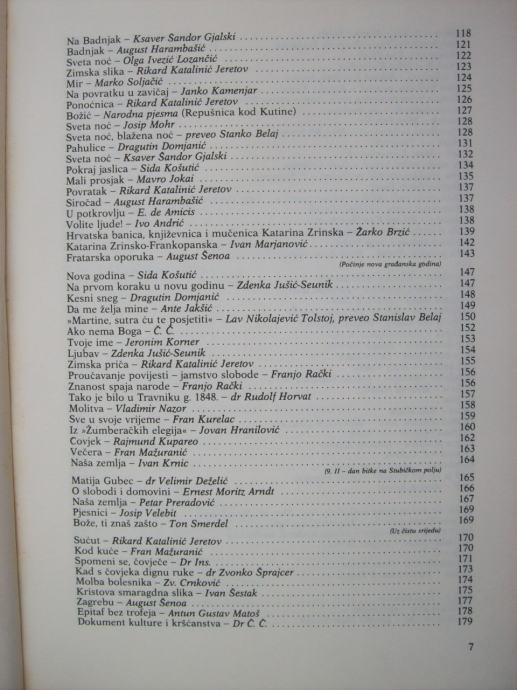 Na Badnjak – Ksaver Šandor Gjalski ........ 118
Badnjak – August Harambašić ........ 121
Sveta noć – Olga Ivezić Lozančić ........ 122
Zimska slika – Rikard Katalinić Jeretov ........ 123
Mir – Marko Soljačić ........ 124
Na povratku u zavičaj – Janko Kamenjar ........ 125
Ponoćnica – Rikard Katalinić Jeretov ........ 126
Božić – Narodna pjesma (Repušnica kod Kutine) ........ 127
Sveta noć – Josip Mohr ........ 128
Sveta noć, blažena noć – preveo Stanko Belaj ........ 128
Pahulice – Dragutin Domjanić ........ 131
Sveta noć – Ksaver Šandor Gjalski ........ 132
Pokraj jaslica – Sida Košutić ........ 134
Mali prosjak – Mavro Jokai ........ 135
Povratak – Rikard Katalinić Jeretov ........ 137
Siročad – August Harambašić ........ 137
U potkrovlju – E. de Amicis ........ 138
Volite ljude! – Ivo Andrić ........ 138
Hrvatska banica, književnica i mučenica Katarina Zrinska – Žarko Brzić ........ 139
Katarina Zrinsko-Frankopanska – Ivan Marjanović ........ 142
Fratarska oporuka – August Šenoa ........ 143
(Počinje nova građanska godina)
Nova godina – Sida Košutić ........ 147
Na prvom koraku u novu godinu – Zdenka Jušić-Seunik ........ 147
Kesni sneg – Dragutin Domjanić ........ 148
Da me želja mine – Ante Jakšić ........ 149
»Martine, sutra ću te posjetiti« – Lav Nikolajević Tolstoj, preveo Stanislav Belaj 150
Ako nema Boga – Č. Č. ........ 152
Tvoje ime – Jeronim Korner ........ 153
Ljubav – Zdenka Jušić-Seunik ........ 154
Zimska priča – Rikard Katalinić Jeretov ........ 155
Proučavanje povijesti – jamstvo slobode – Franjo Rački ........ 156
Znanost spaja narode – Franjo Rački ........ 156
Tako je bilo u Travniku g. 1848. – dr Rudolf Horvat ........ 157
Molitva – Vladimir Nazor ........ 158
Sve u svoje vrijeme – Fran Kurelac ........ 159
Iz »Žumberačkih elegija« – Jovan Hranilović ........ 160
Covjek – Rajmund Kupareo ........ 162
Večera – Fran Mažuranić ........ 163
Naša zemlja – Ivan Krnic ........ 164
(9. II – dan bitke na Stubičkom polju)
Matija Gubec – dr Velimir Deželić ........ 165
O slobodi i domovini – Ernest Moritz Arndt ........ 166
Naša zemlja – Petar Preradović ........ 167
Pjesnici – Josip Velebit ........ 169
Bože, ti znaš zašto – Ton Smerdel ........ 169
(Uz čistu srijedu)
Sućut – Rikard Katalinić Jeretov ........ 170
Kod kuće – Fran Mažuranić ........ 170
Spomeni se, čovječe – Dr Ins. ........ 171
Kad s čovjeka dignu ruke – dr Zvonko Šprajcer ........ 173
Molba bolesnika – Zv. Crnković ........ 174
Kristova smaragdna slika – Ivan Šestak ........ 175
Zagrebu – August Šenoa ........ 177
Epitaf bez trofeja – Antun Gustav Matoš ........ 178
Dokument kulture i kršćanstva – Dr Č. Č. ........ 179
7